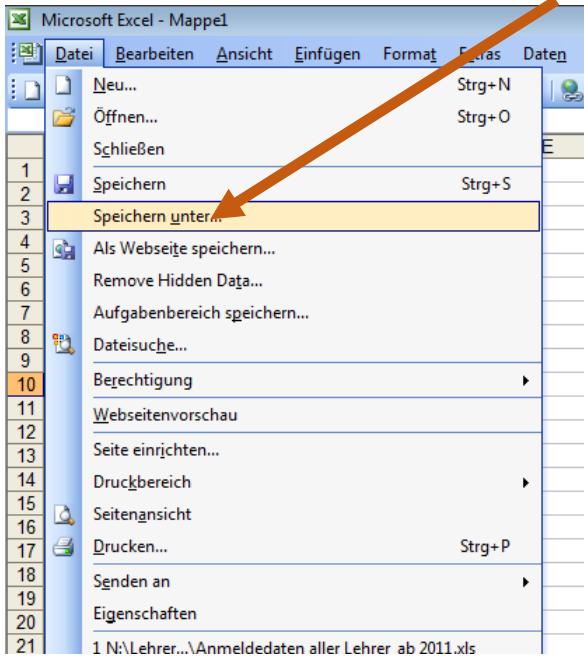 Microsoft Excel - Mappe1
Datei Bearbeiten Ansicht Einfügen Format Extras Daten
Neu... Strg+N
Öffnen... Strg+O
Schließen
E
1
Speichern Strg+S
2
3 Speichern unter...
4 Als Webseite speichern...
5
6 Remove Hidden Data...
7 Aufgabenbereich speichern...
8 Dateisuche...
9
10 Berechtigung
11 Webseitenvorschau
12
13 Seite einrichten...
14 Druckbereich
15 Seitenansicht
16
17 Drucken... Strg+P
18 Senden an
19
20 Eigenschaften
21 1 N:\Lehrer...\Anmeldedaten aller Lehrer ab 2011.xls